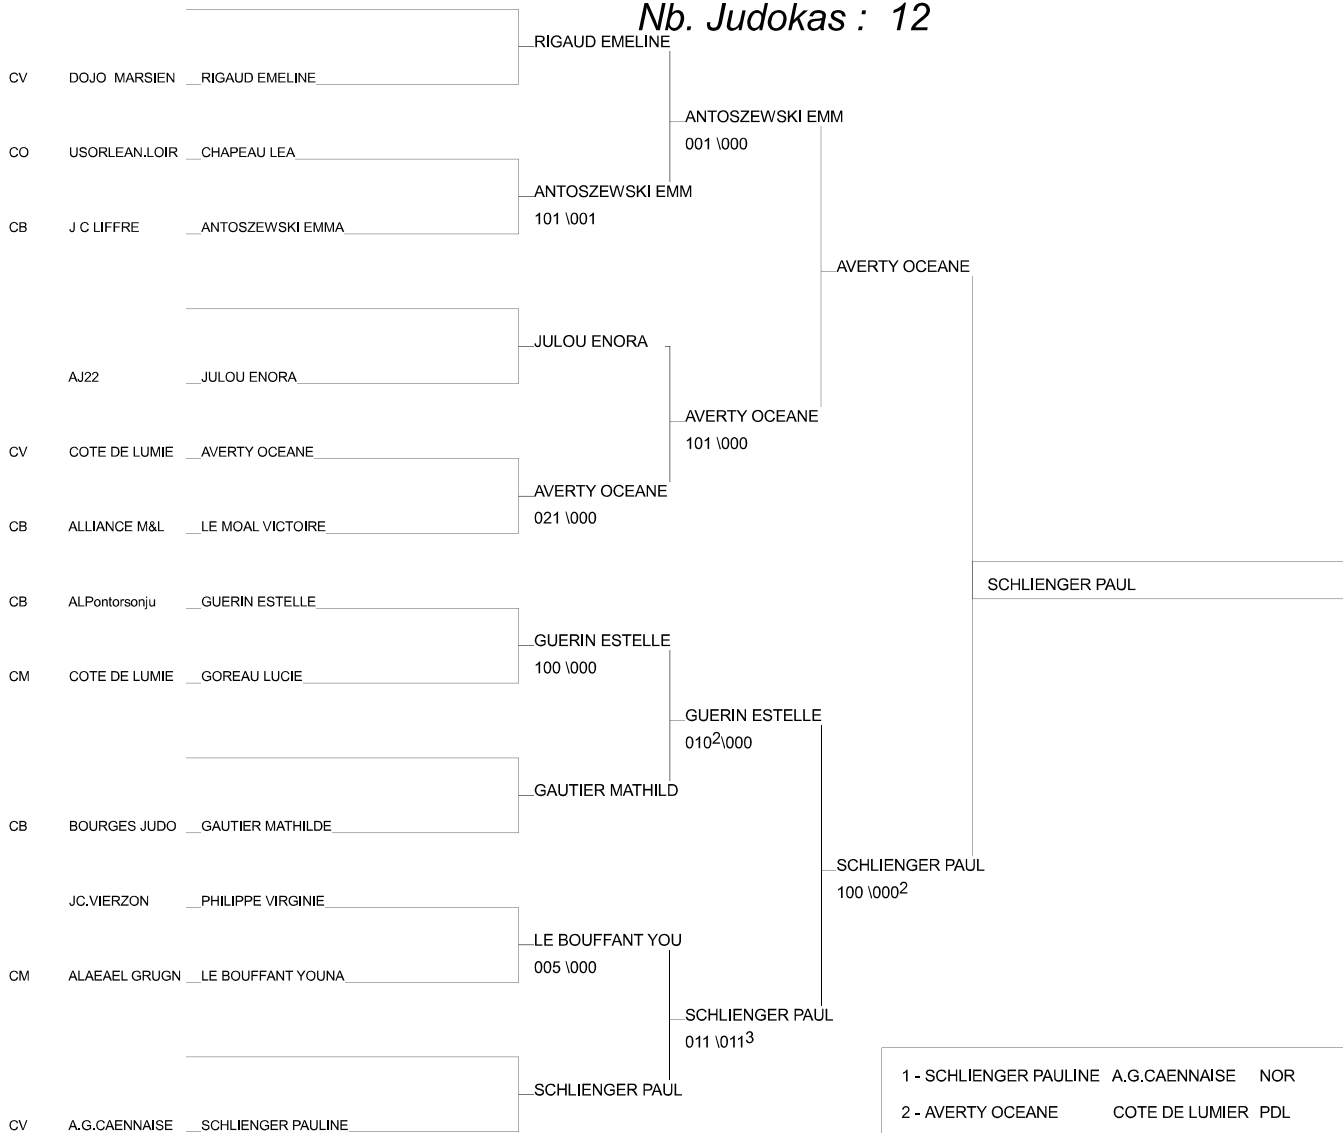 Nb. Judokas : 12
RIGAUD EMELINE
CV DOJO MARSIEN RIGAUD EMELINE
ANTOSZEWSKI EMM
001 \000
CO USORLEAN.LOIR CHAPEAU LEA
ANTOSZEWSKI EMM
101 \001
CB J C LIFFRE ANTOSZEWSKI EMMA
AVERTY OCEANE
JULOU ENORA
AJ22 JULOU ENORA
AVERTY OCEANE
101 \000
CV COTE DE LUMIE AVERTY OCEANE
AVERTY OCEANE
021 \000
CB ALLIANCE M&L LE MOAL VICTOIRE
SCHLIENGER PAUL
CB ALPontorsonju GUERIN ESTELLE
GUERIN ESTELLE
100 \000
CM COTE DE LUMIE GOREAU LUCIE
GUERIN ESTELLE
010²\000
GAUTIER MATHILD
CB BOURGES JUDO GAUTIER MATHILDE
SCHLIENGER PAUL
100 \000²
JC.VIERZON PHILIPPE VIRGINIE
LE BOUFFANT YOU
005 \000
CM ALAEAEL GRUGN LE BOUFFANT YOUNA
SCHLIENGER PAUL
011 \011³
1 - SCHLIENGER PAULINE A.G.CAENNAISE NOR
SCHLIENGER PAUL
2 - AVERTY OCEANE COTE DE LUMIER PDL
CV A.G.CAENNAISE SCHLIENGER PAULINE